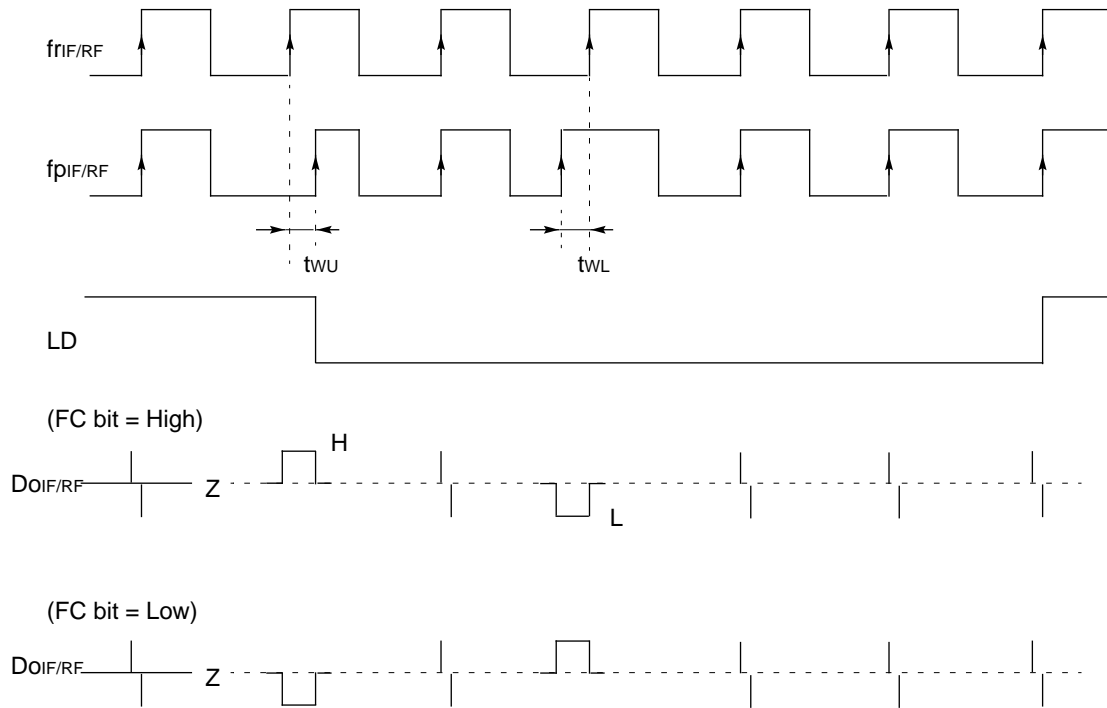 frIF/RF
fpIF/RF
tWU
tWL
LD
(FC bit = High)
H
DoIF/RF
Z
L
(FC bit = Low)
DoIF/RF
Z